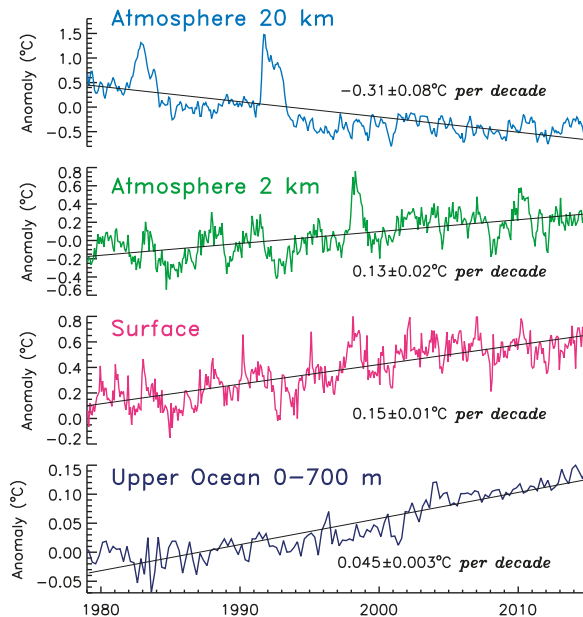 Atmosphere 20 km
Anomaly (°C)
1.5
1.0
0.5
0.0
−0.5
−0.31±0.08°C per decade
Atmosphere 2 km
Anomaly (°C)
0.8
0.6
0.4
0.2
−0.0
−0.2
−0.4
−0.6
0.13±0.02°C per decade
Surface
Anomaly (°C)
0.8
0.6
0.4
0.2
0.0
−0.2
0.15±0.01°C per decade
Upper Ocean 0−700 m
Anomaly (°C)
0.15
0.10
0.05
0.00
−0.05
0.045±0.003°C per decade
1980 1990 2000 2010